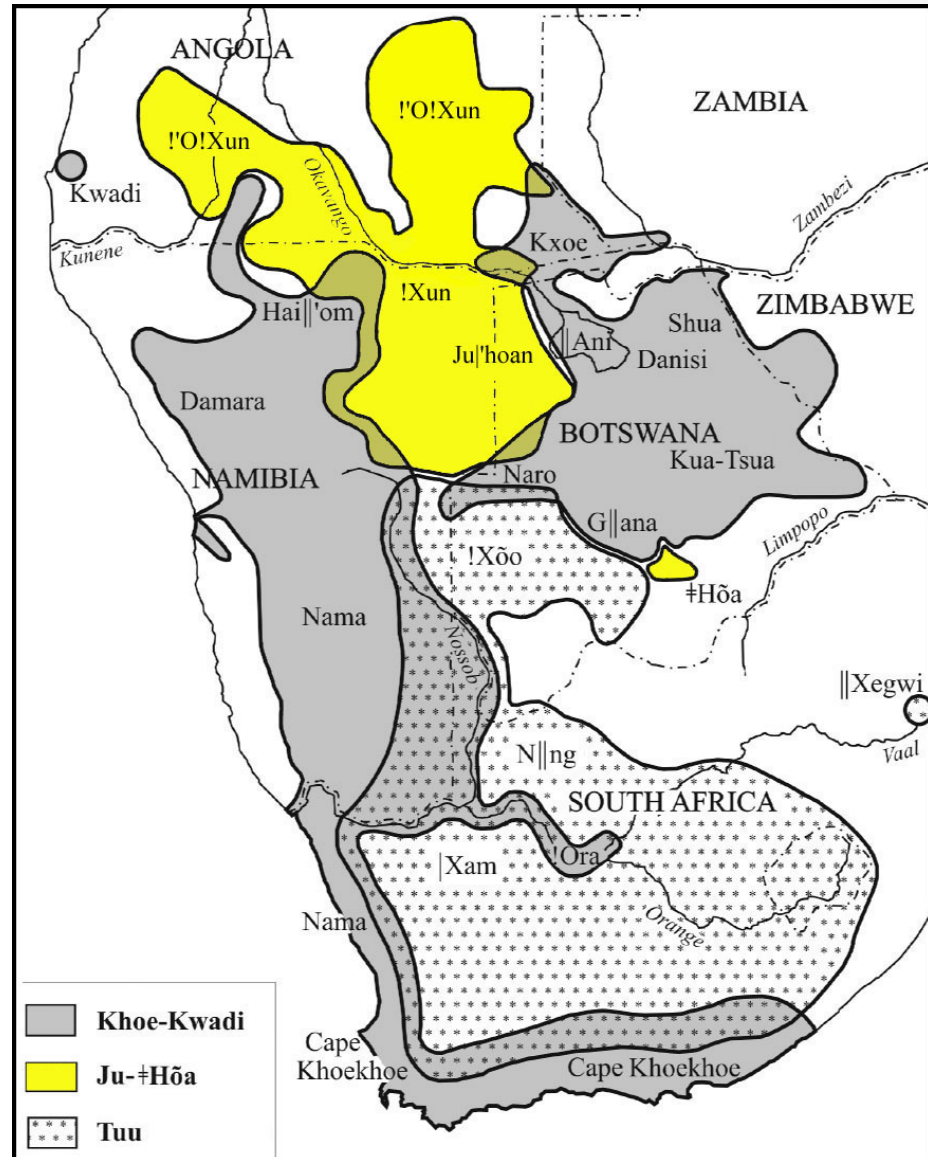 ANGOLA
ZAMBIA
!'O!Xun
!'O!Xun
Kwadi
Okavango
Zambezi
Kunene
Kxoe
!Xun
Hai‖'om
ZIMBABWE
Shua
‖Ani
Ju|'hoan
Danisi
Damara
BOTSWANA
Kua-Tsua
NAMIBIA
Naro
G‖ana
Limpopo
!Xõo
ǂHõa
Nama
Nossob
‖Xegwi
Vaal
N‖ng
SOUTH AFRICA
!Ora
|Xam
Nama
Orange
Cape
Khoekhoe
Cape Khoekhoe
Khoe-Kwadi
Ju-ǂHõa
Tuu